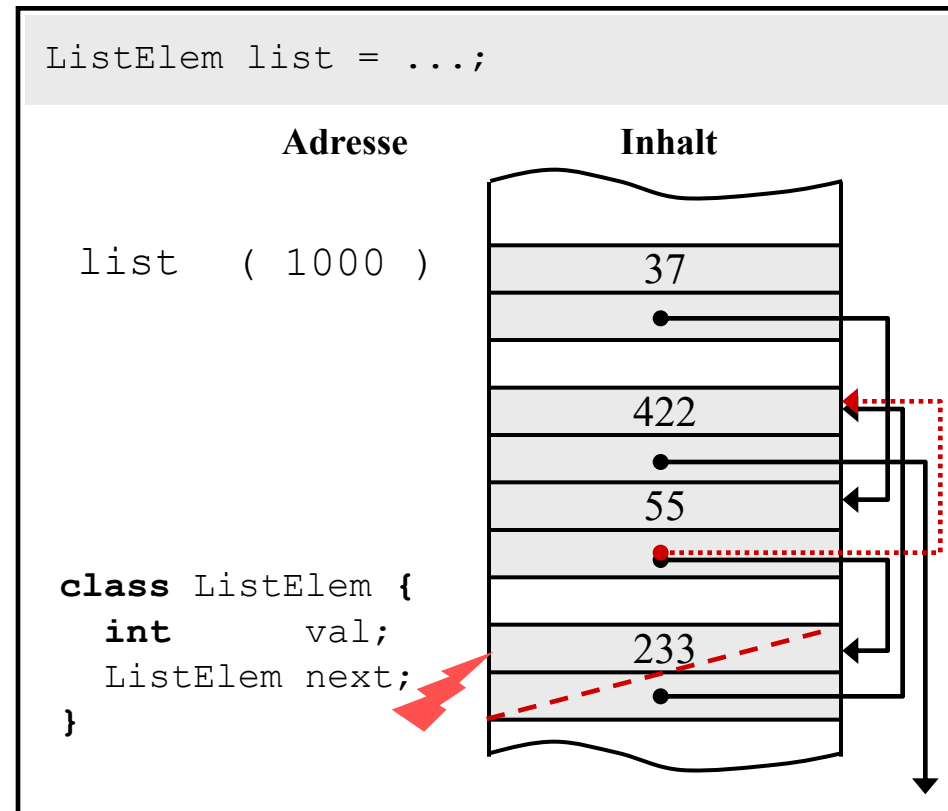 ListElem list = ...;
Adresse Inhalt
list ( 1000 ) 37
422
55
class ListElem {
int val;
233
ListElem next;
}